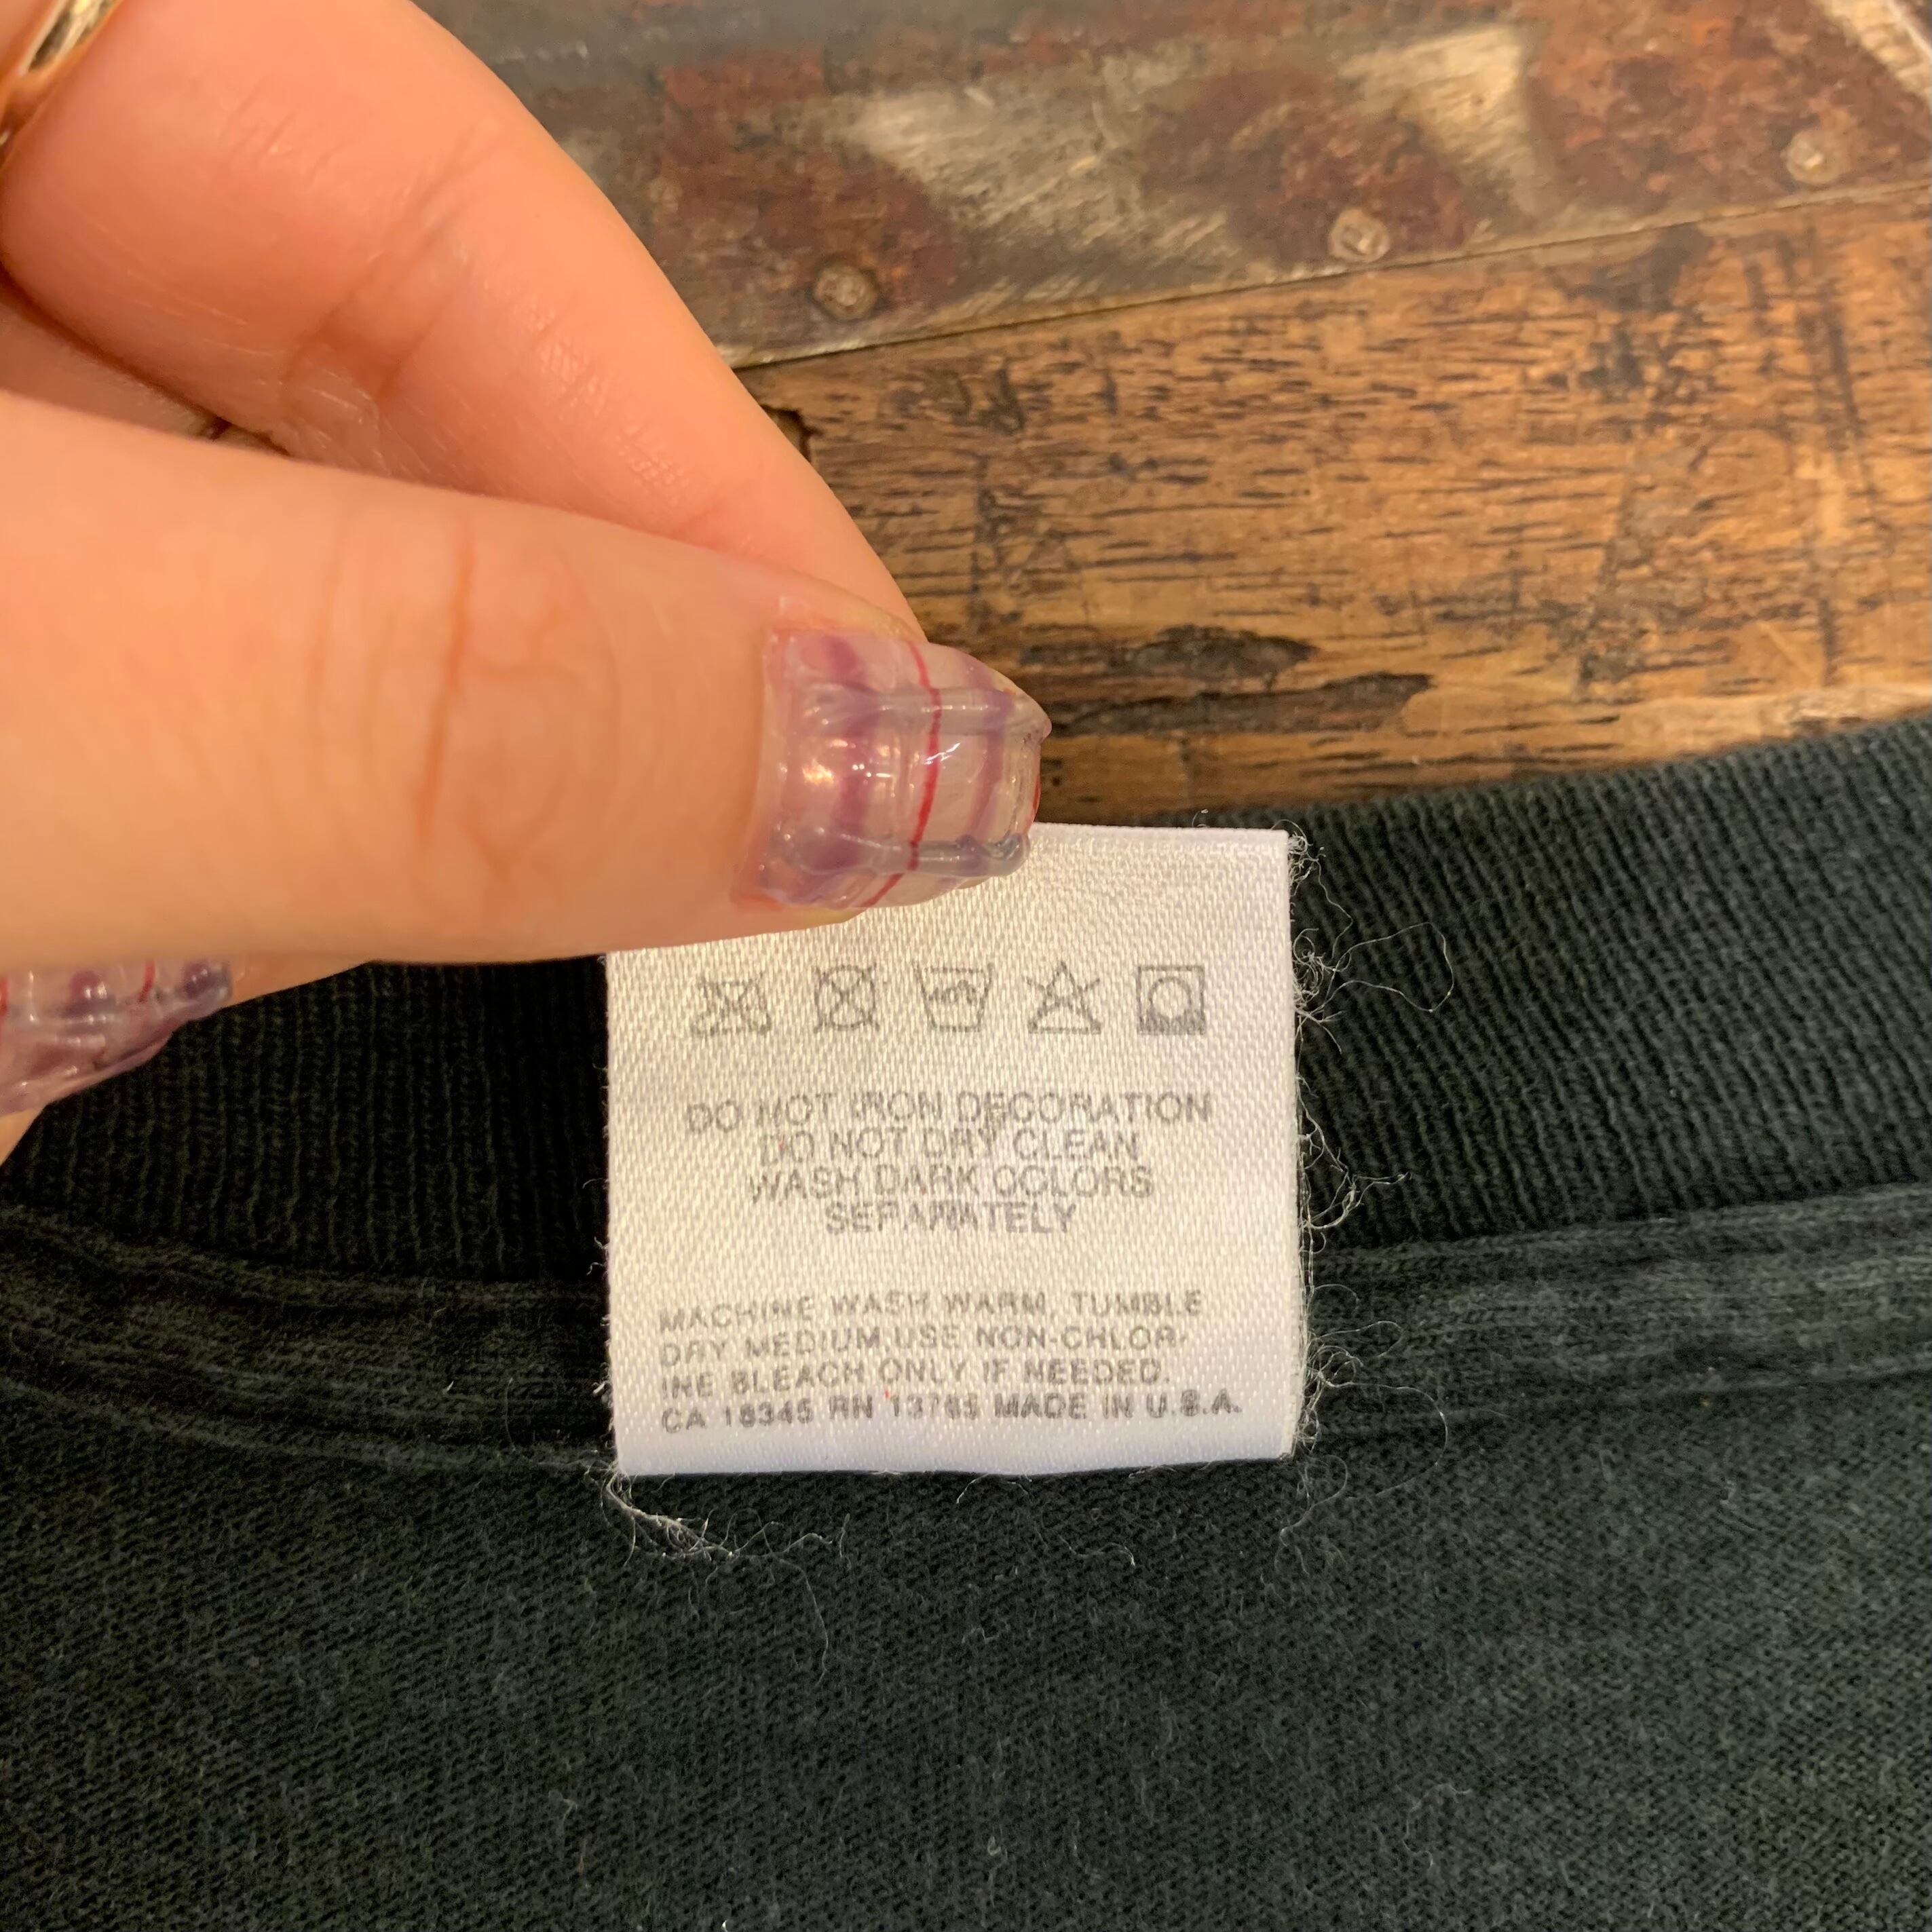 DO NOT IRON DECORATION
DO NOT DRY CLEAN
WASH DARK COLORS
SEPARATELY
MACHINE WASH WARM, TUMBLE
DRY MEDIUM.USE NON-CHLOR-
INE BLEACH ONLY IF NEEDED.
CA 18345 RN 13765 MADE IN U.S.A.